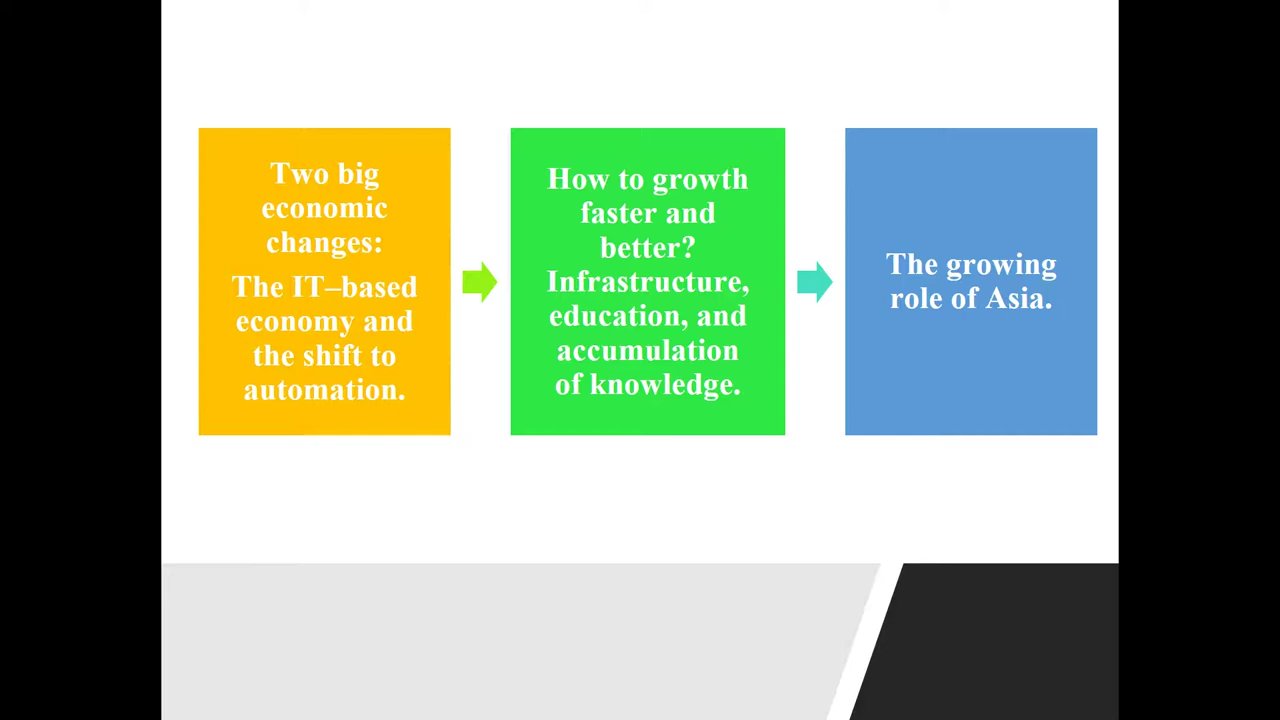 Two big
economic
changes:
The IT–based
economy and
the shift to
automation.
How to growth
faster and
better?
Infrastructure,
education, and
accumulation
of knowledge.
The growing
role of Asia.